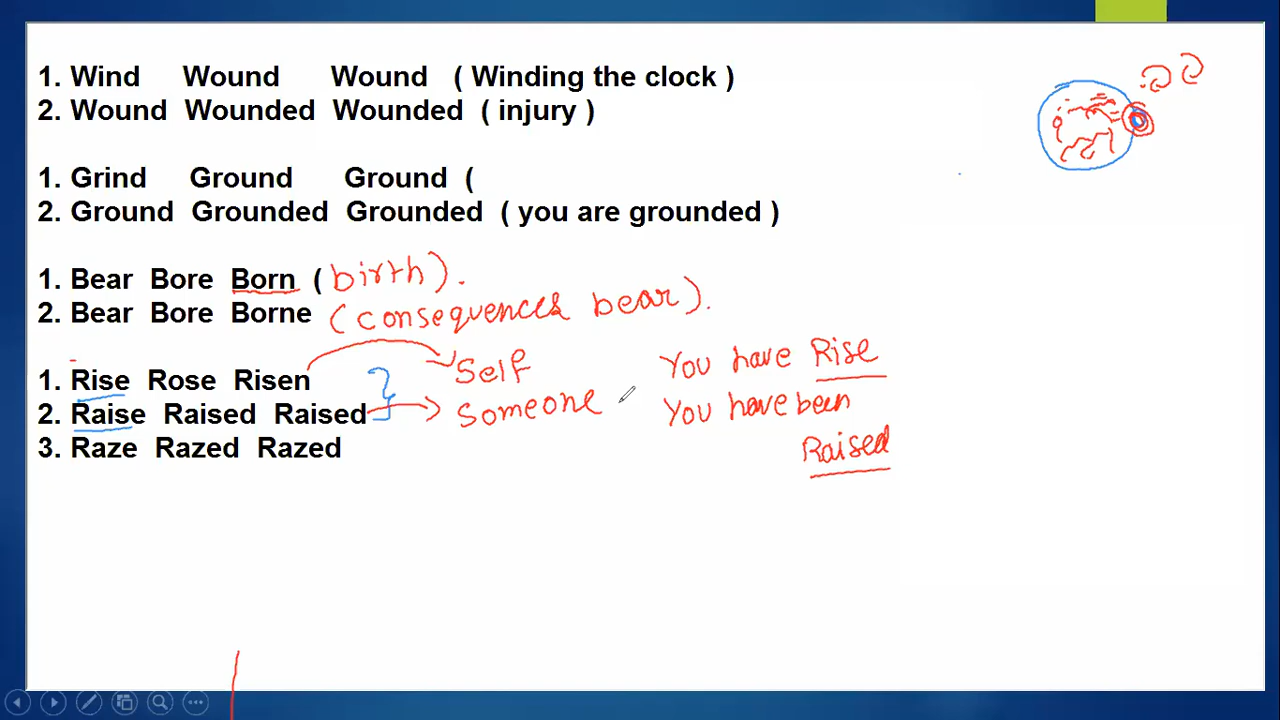 1. Wind Wound Wound ( Winding the clock )
2. Wound Wounded Wounded ( injury )
1. Grind Ground Ground (
2. Ground Grounded Grounded ( you are grounded )
1. Bear Bore Born ( birth).
2. Bear Bore Borne (consequences bear).
1. Rise Rose Risen Self You have Rise
2. Raise Raised Raised Someone You have been
Raised
3. Raze Razed Razed